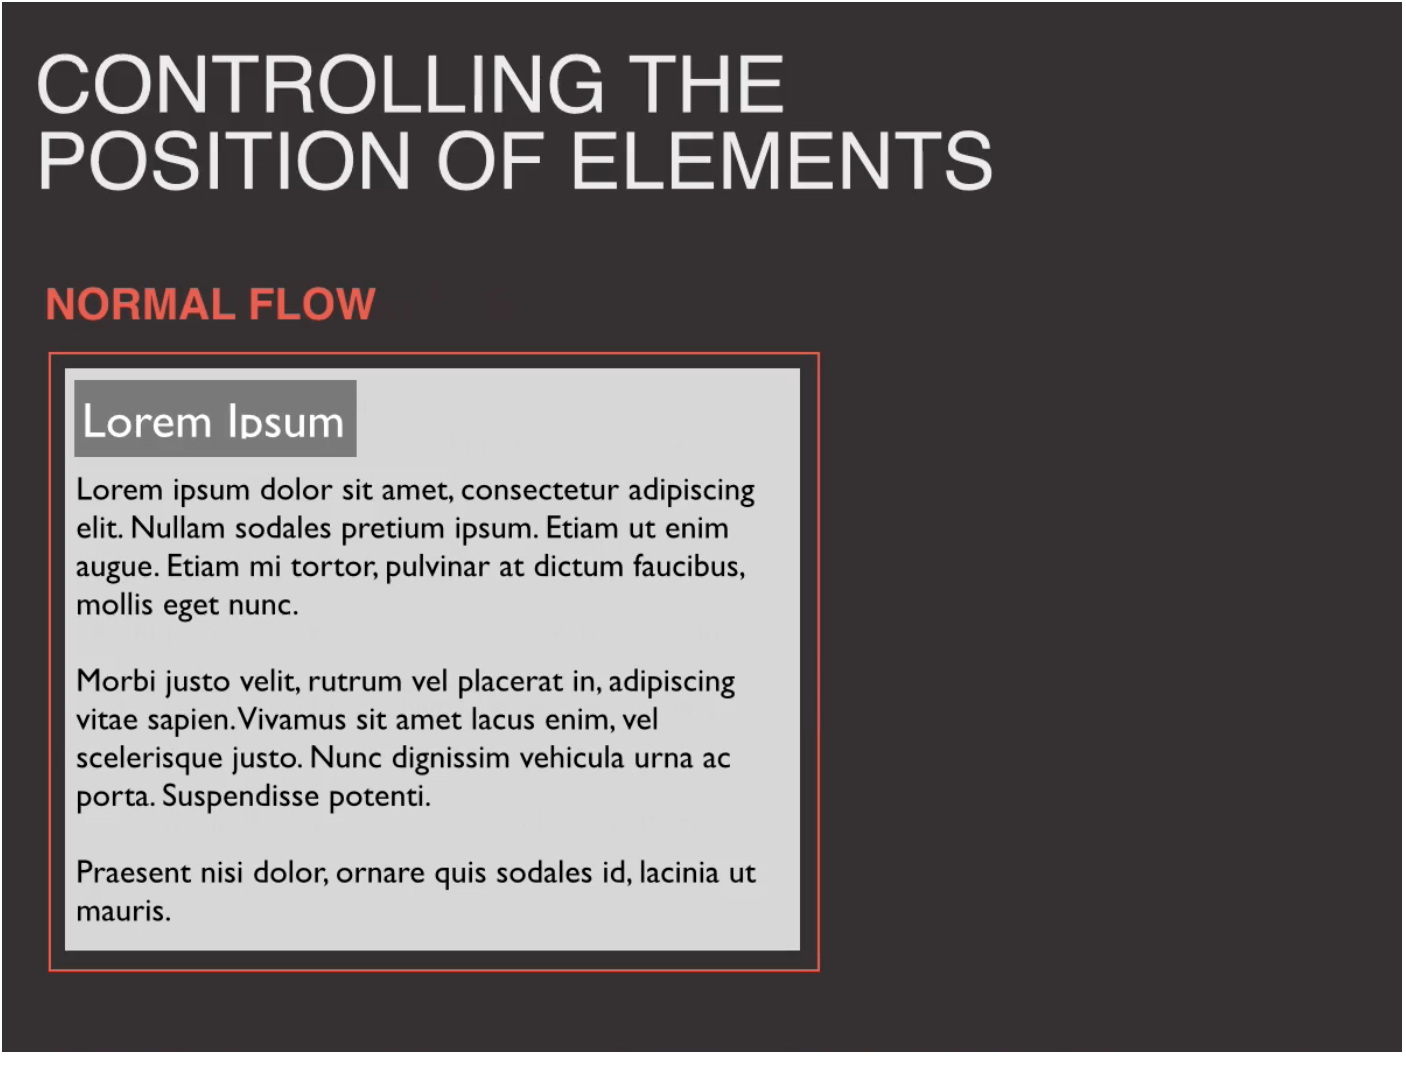 CONTROLLING THE
POSITION OF ELEMENTS
NORMAL FLOW
Lorem Ipsum
Lorem ipsum dolor sit amet, consectetur adipiscing
elit. Nullam sodales pretium ipsum. Etiam ut enim
augue. Etiam mi tortor, pulvinar at dictum faucibus,
mollis eget nunc.
Morbi justo velit, rutrum vel placerat in, adipiscing
vitae sapien. Vivamus sit amet lacus enim, vel
scelerisque justo. Nunc dignissim vehicula urna ac
porta. Suspendisse potenti.
Praesent nisi dolor, ornare quis sodales id, lacinia ut
mauris.